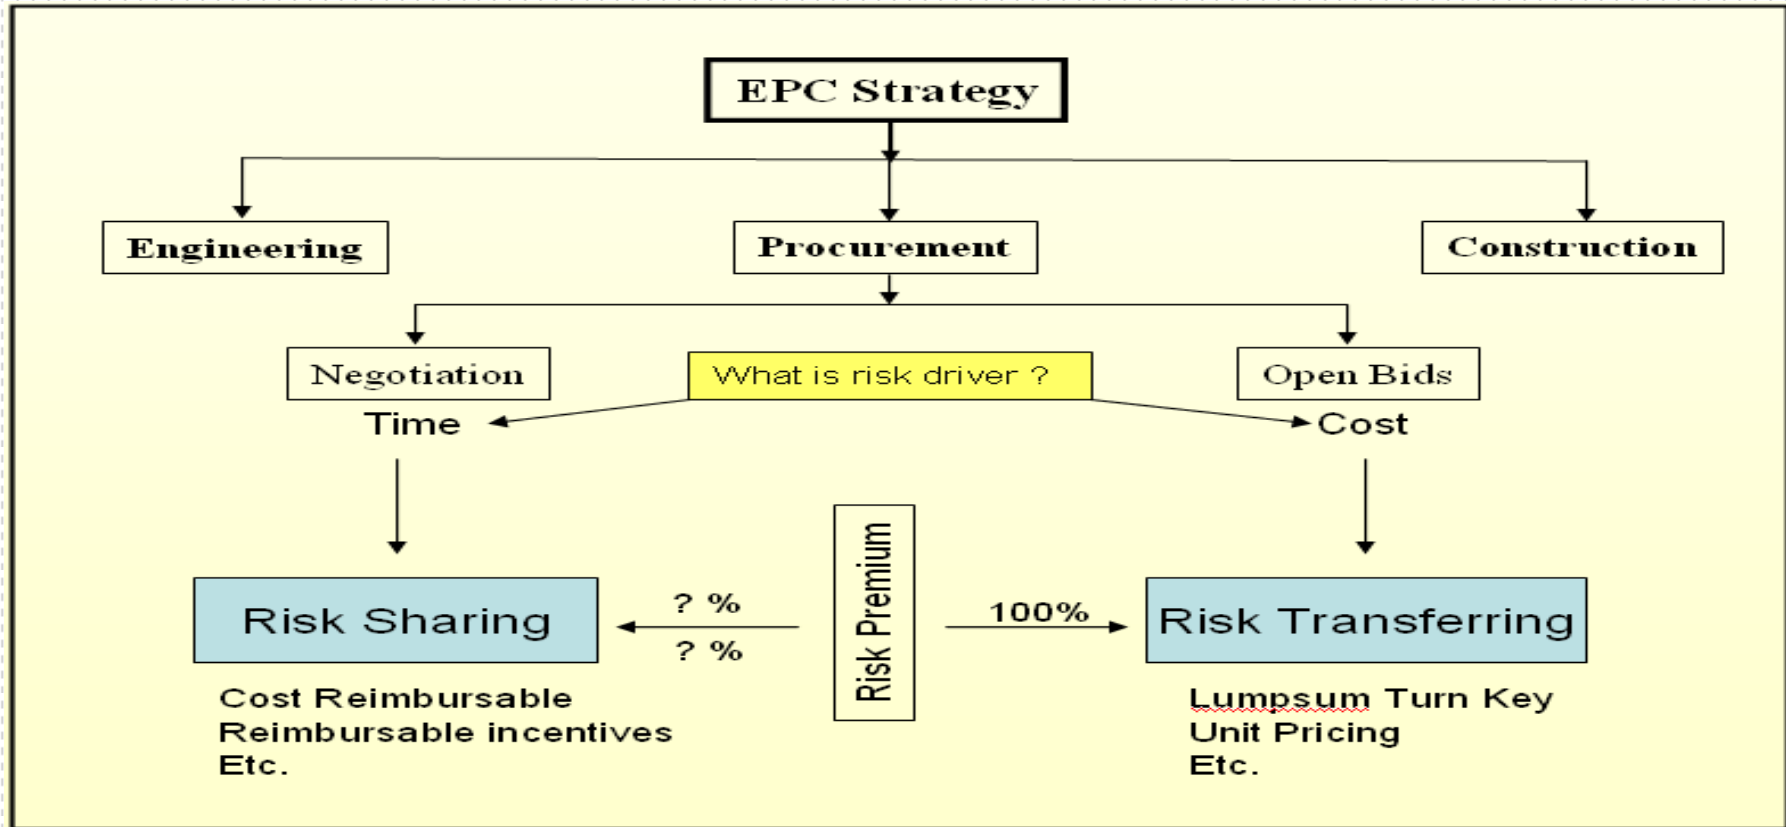 EPC Strategy
Engineering
Procurement
Construction
Negotiation
What is risk driver ?
Open Bids
Time
Cost
Risk Sharing
? %
? %
Risk Premium
100%
Risk Transferring
Cost Reimbursable
Reimbursable incentives
Etc.
Lumpsum Turn Key
Unit Pricing
Etc.